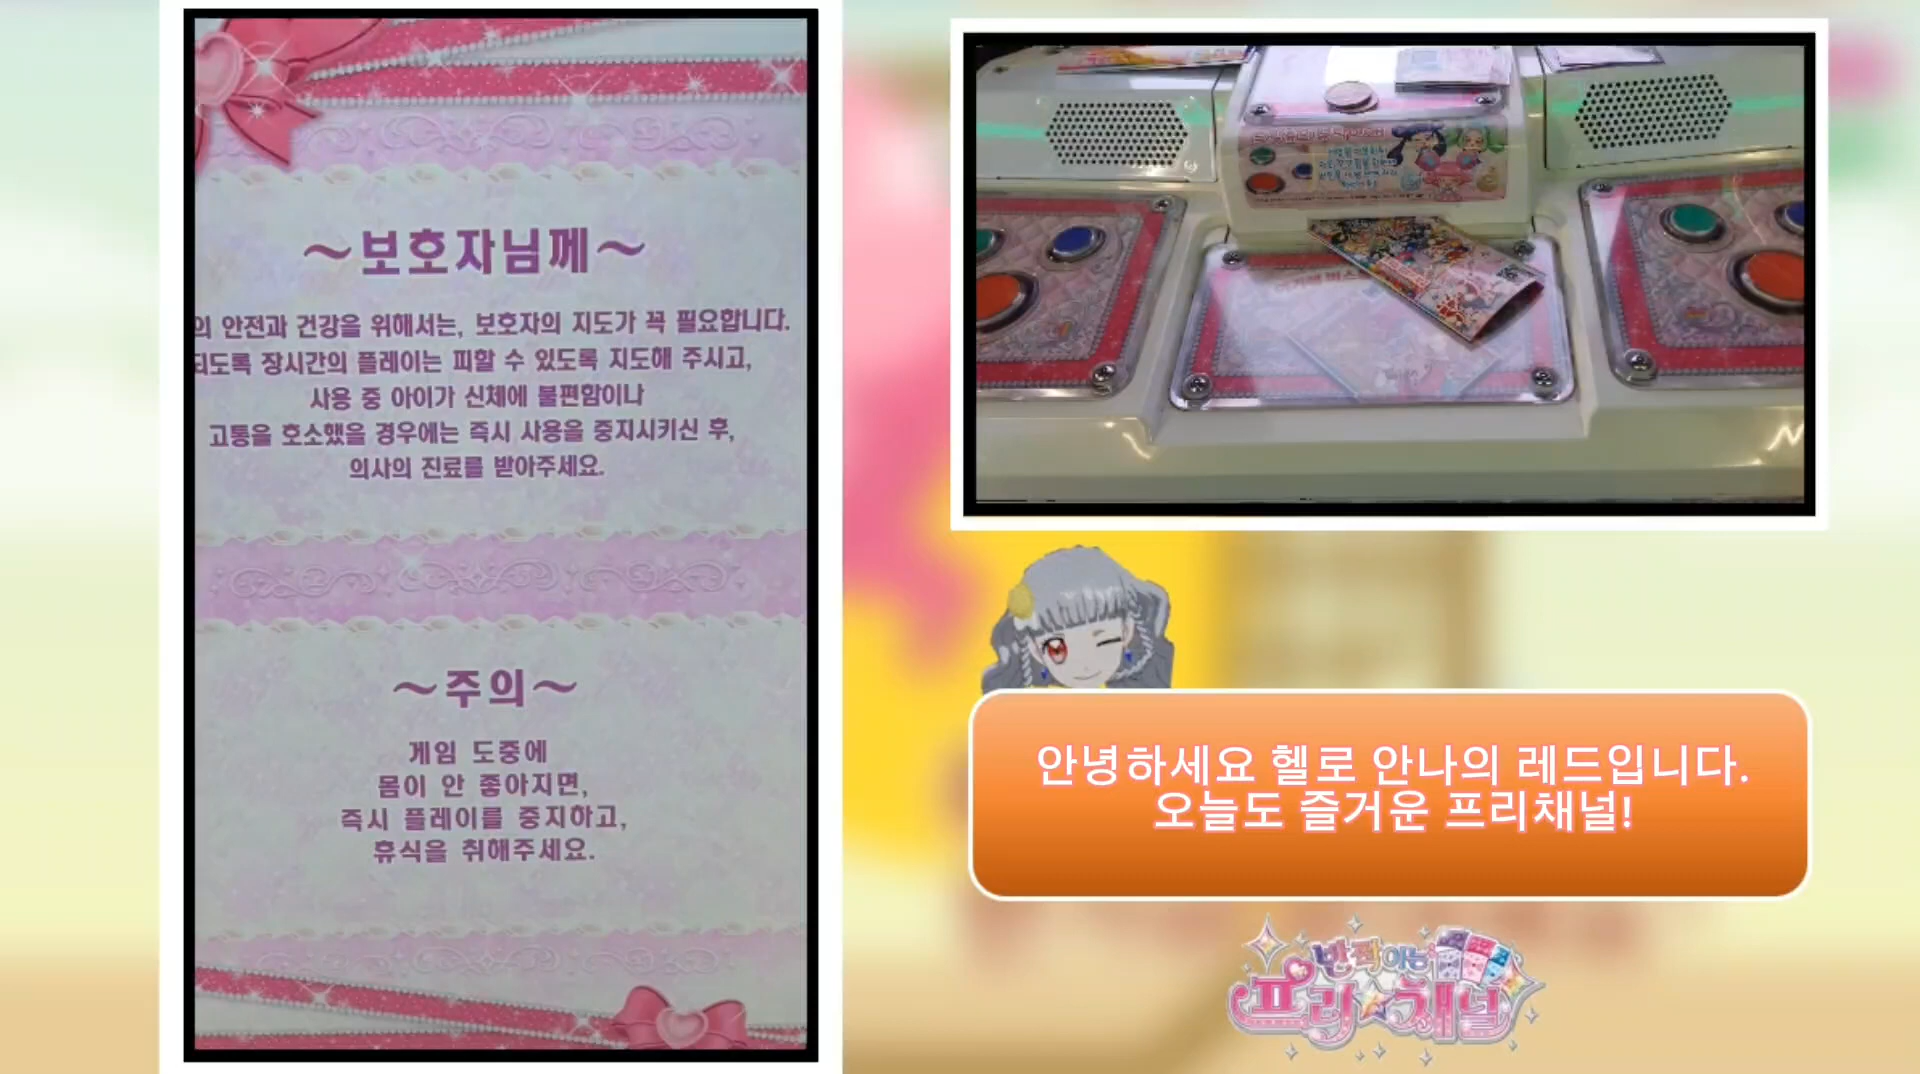 ~보호자님께~
의 안전과 건강을 위해서는, 보호자의 지도가 꼭 필요합니다.
되도록 장시간의 플레이는 피할 수 있도록 지도해 주시고,
사용 중 아이가 신체에 불편함이나
고통을 호소했을 경우에는 즉시 사용을 중지시키신 후,
의사의 진료를 받아주세요.
~주의~
게임 도중에
몸이 안 좋아지면,
즉시 플레이를 중지하고,
휴식을 취해주세요.
안녕하세요 헬로 안나의 레드입니다.
오늘도 즐거운 프리채널!
반짝이는
프리☆채널